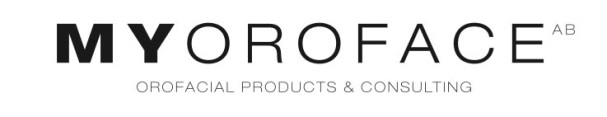 MYOROFACE AB
OROFACIAL PRODUCTS & CONSULTING